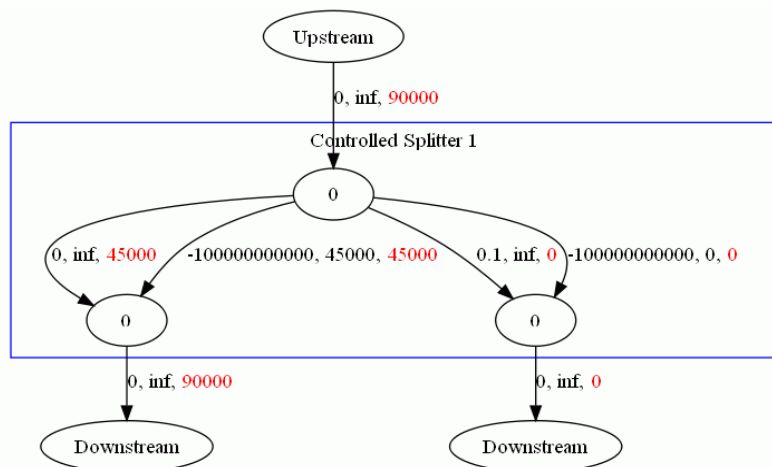 Upstream
0, inf, 90000
Controlled Splitter 1
0
0, inf, 45000
-100000000000, 45000, 45000
0.1, inf, 0
-100000000000, 0, 0
0
0
0, inf, 90000
0, inf, 0
Downstream
Downstream